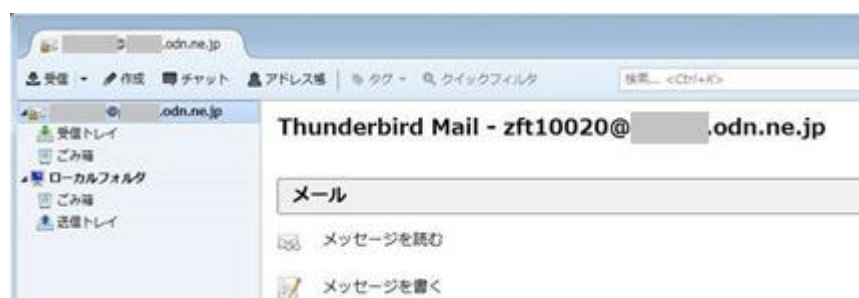 .odn.ne.jp
受信 作成 チャット アドレス帳 タグ クイックフィルタ 検索... <Ctrl+K>
@ .odn.ne.jp
受信トレイ
ごみ箱
ローカルフォルダ
ごみ箱
送信トレイ
Thunderbird Mail - zft10020@ .odn.ne.jp
メール
メッセージを読む
メッセージを書く